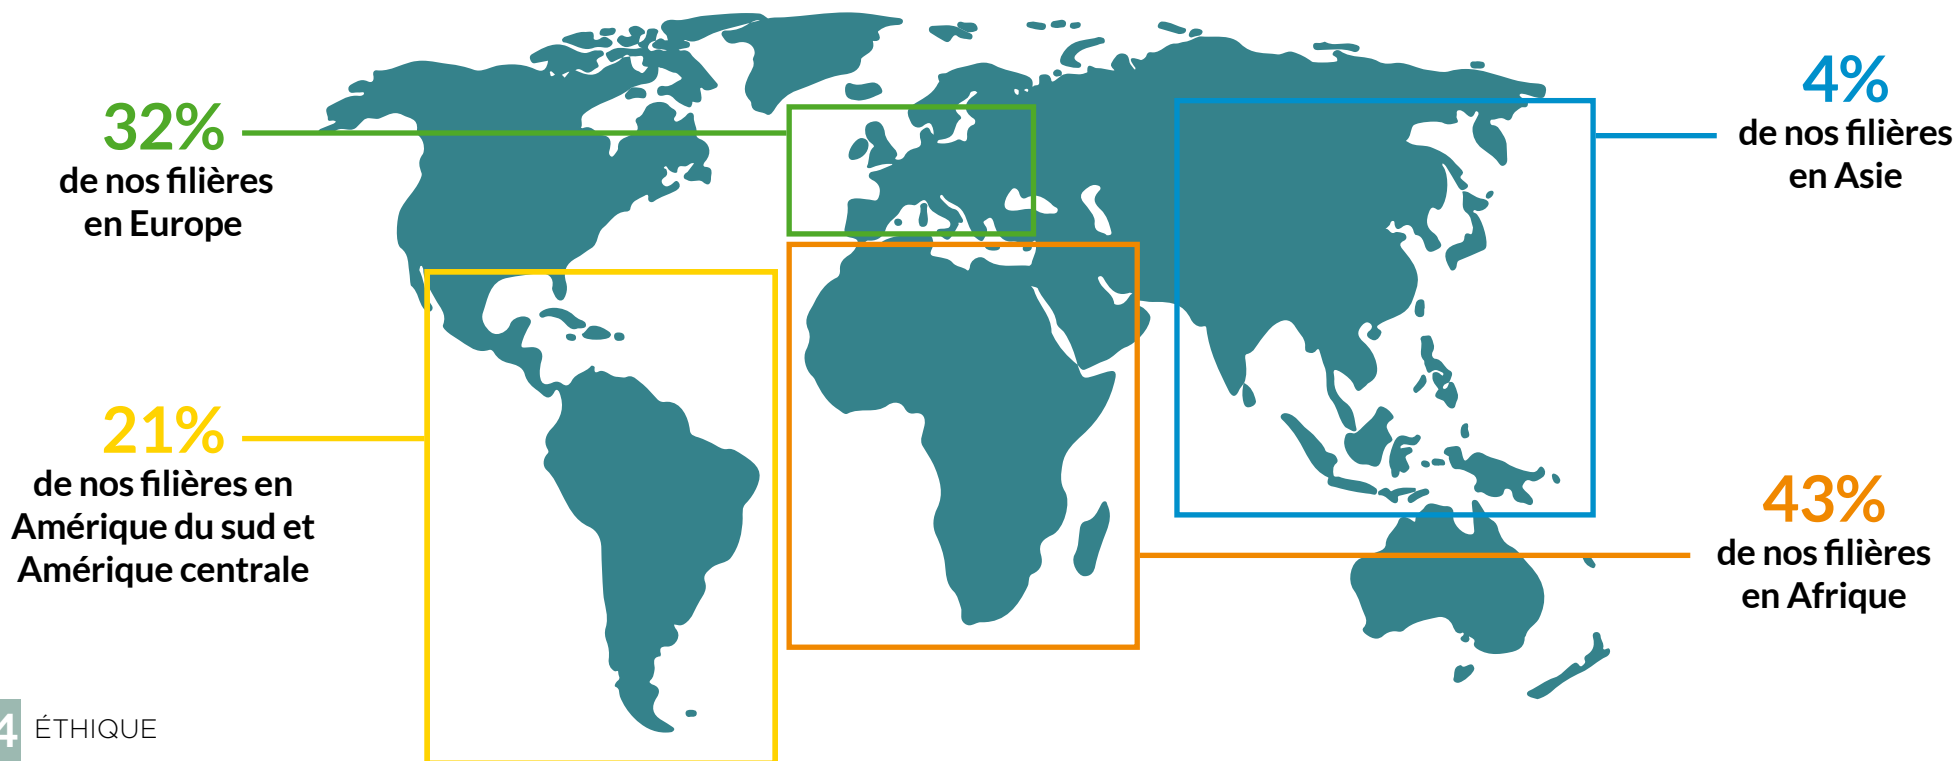 32%
de nos filières
en Europe
4%
de nos filières
en Asie
21%
de nos filières en
Amérique du sud et
Amérique centrale
43%
de nos filières
en Afrique
4 ÉTHIQUE